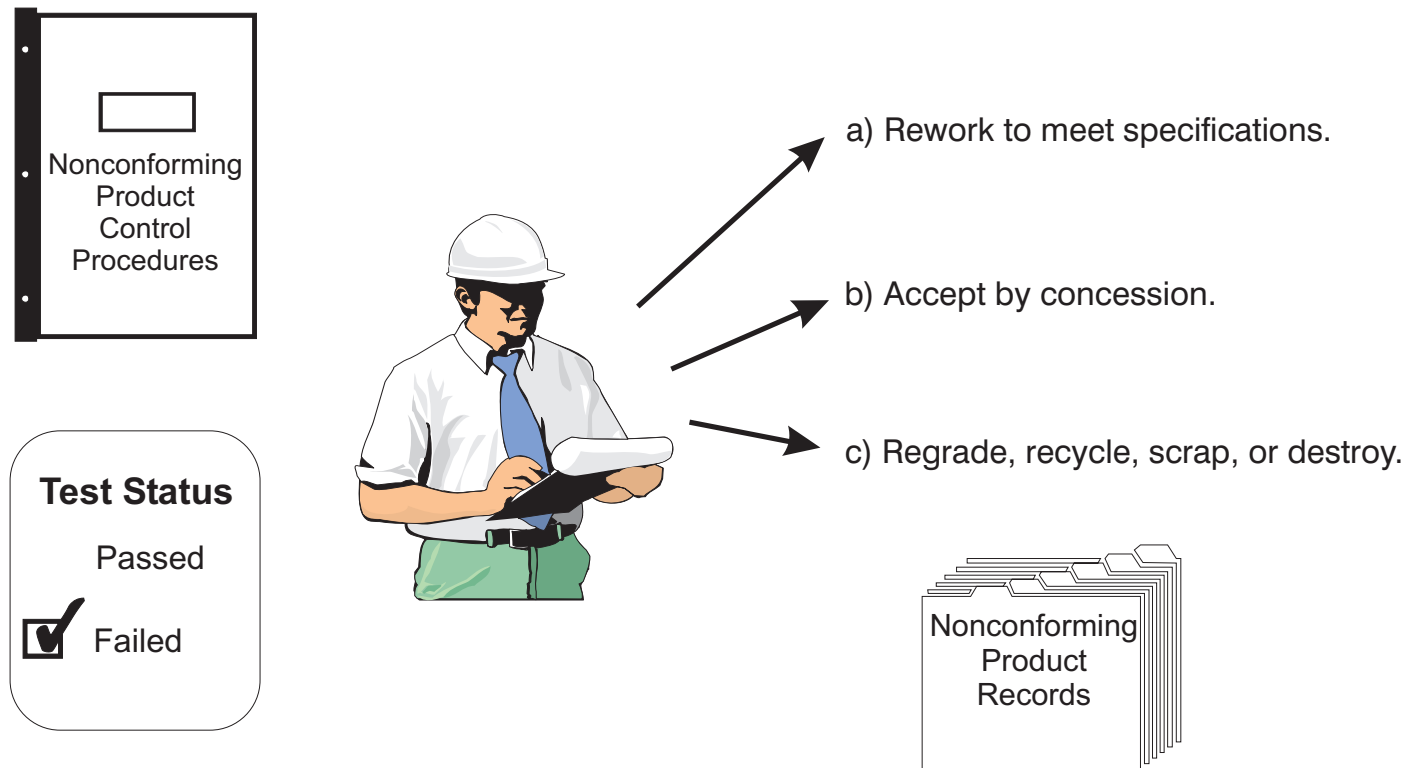 Nonconforming
Product
Control
Procedures
a) Rework to meet specifications.
b) Accept by concession.
c) Regrade, recycle, scrap, or destroy.
Test Status
Passed
Failed
Nonconforming
Product
Records